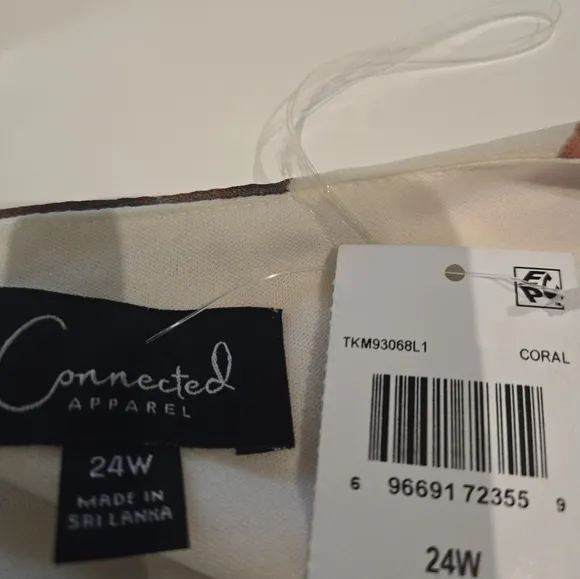 Connected
APPAREL
24W
MADE IN
SRI LANKA
TKM93068L1
CORAL
6 96691 72355 9
24W